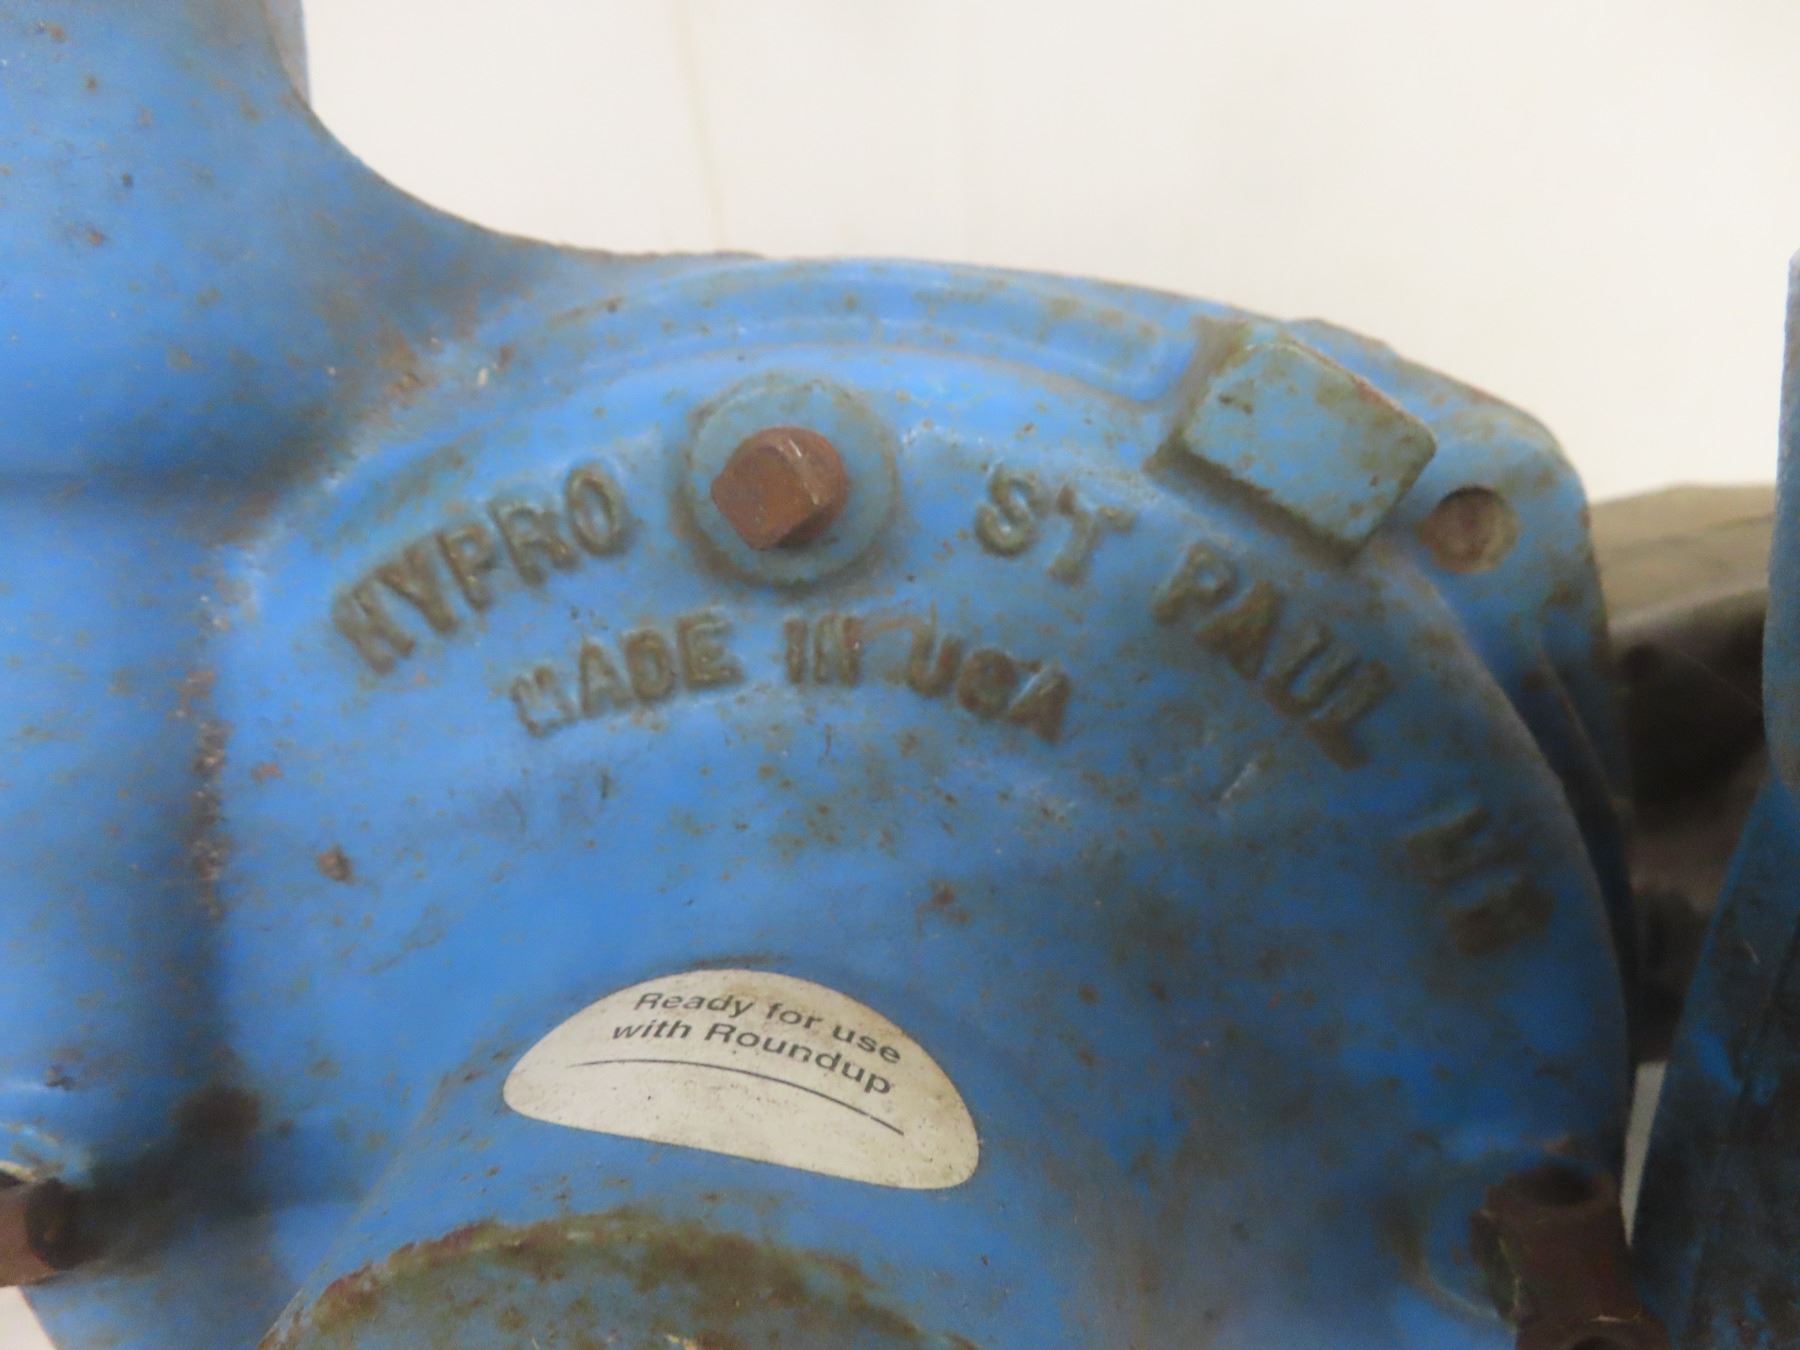 HYPRO ST PAUL MN
MADE IN USA
Ready for use
with Roundup